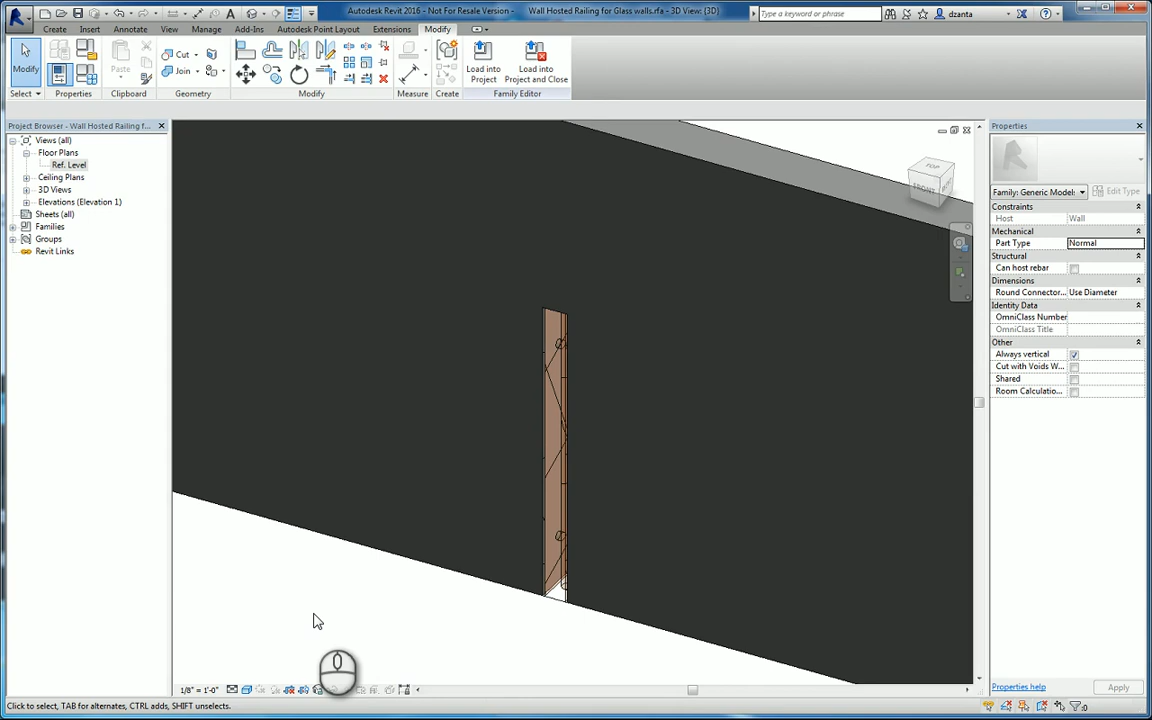 Autodesk Revit 2016 - Not For Resale Version - Wall Hosted Railing for Glass walls.rfa - 3D View: {3D}
Type a keyword or phrase
dzanta
Create Insert Annotate View Manage Add-Ins Autodesk Point Layout Extensions Modify
Modify
Paste
Cut
Join
Load into Project
Load into Project and Close
Select Properties Clipboard Geometry Modify Measure Create Family Editor
Project Browser - Wall Hosted Railing f...
Views (all)
Floor Plans
Ref. Level
Ceiling Plans
3D Views
Elevations (Elevation 1)
Sheets (all)
Families
Groups
Revit Links
TOP
FRONT
Properties
Family: Generic Model:
Edit Type
Constraints
Host Wall
Mechanical
Part Type Normal
Structural
Can host rebar
Dimensions
Round Connector... Use Diameter
Identity Data
OmniClass Number
OmniClass Title
Other
Always vertical
Cut with Voids W...
Shared
Room Calculatio...
Properties help
Apply
1/8" = 1'-0"
Click to select, TAB for alternates, CTRL adds, SHIFT unselects.
:0